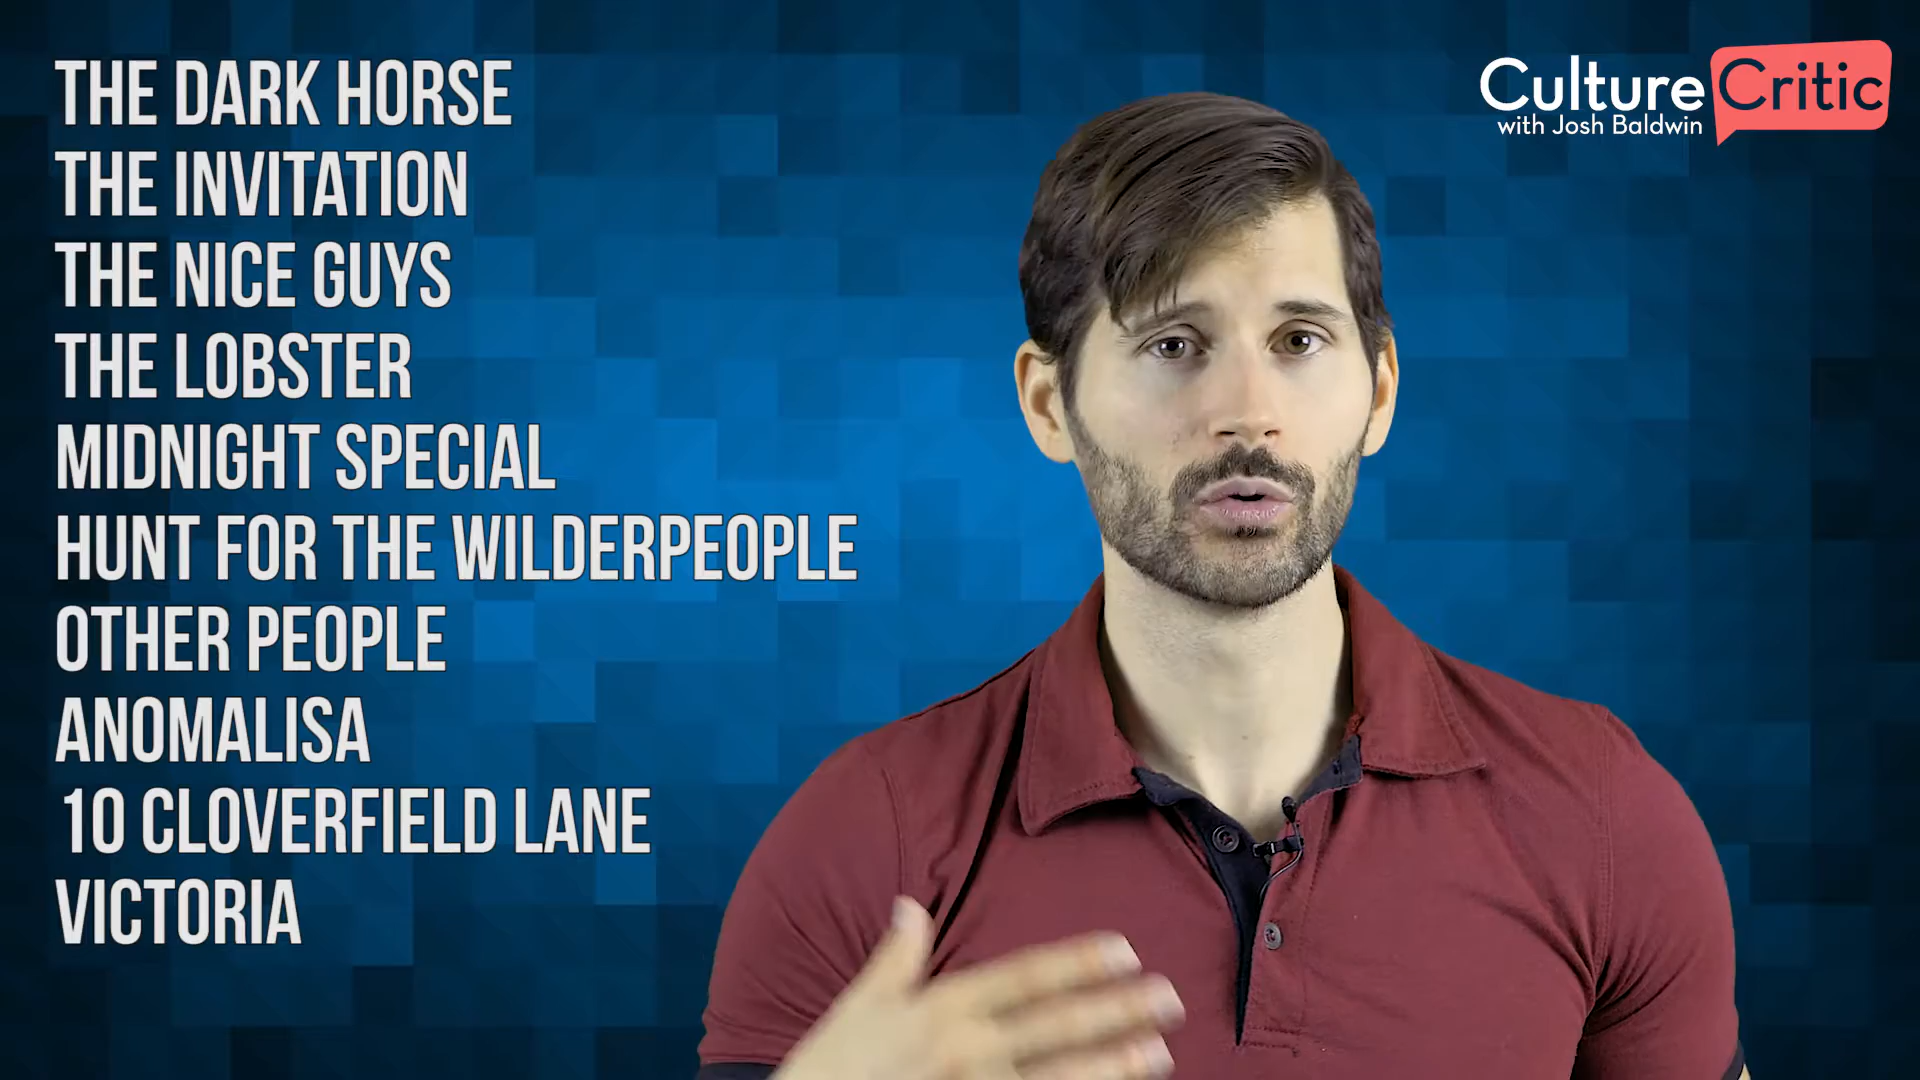 THE DARK HORSE
THE INVITATION
THE NICE GUYS
THE LOBSTER
MIDNIGHT SPECIAL
HUNT FOR THE WILDERPEOPLE
OTHER PEOPLE
ANOMALISA
10 CLOVERFIELD LANE
VICTORIA
Culture Critic
with Josh Baldwin